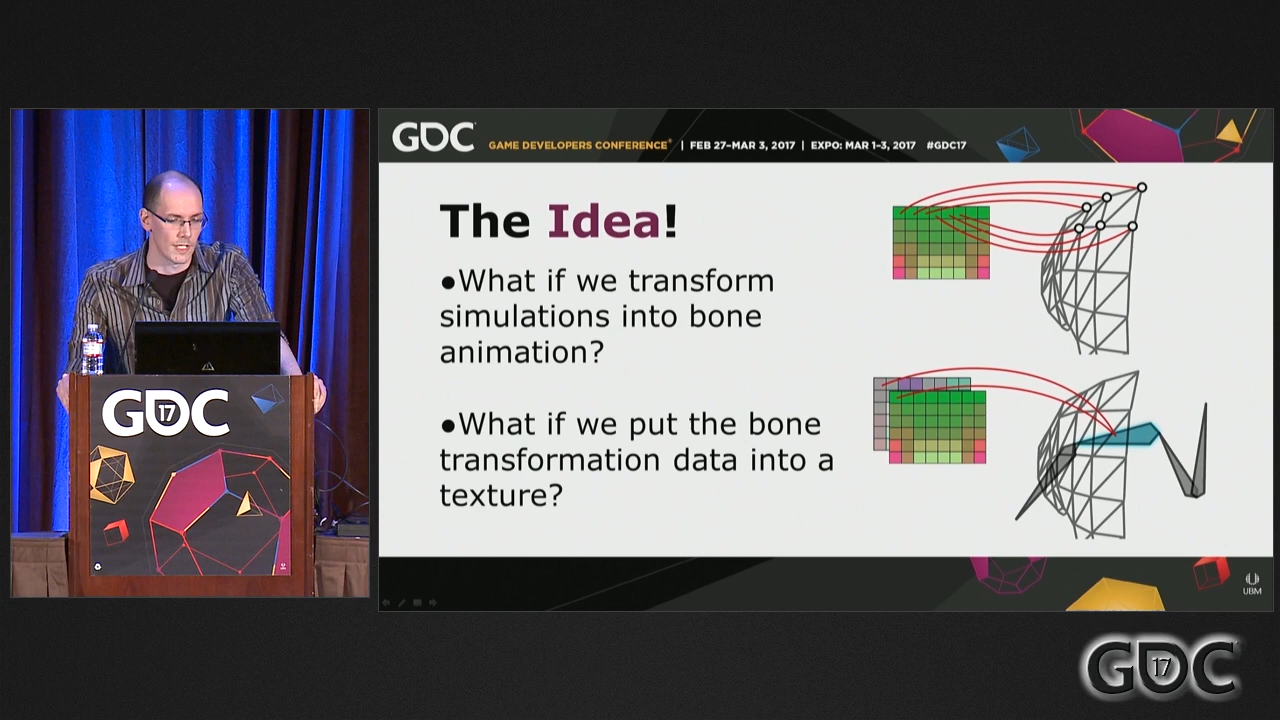 GDC
GAME DEVELOPERS CONFERENCE® | FEB 27–MAR 3, 2017 | EXPO: MAR 1–3, 2017 #GDC17
The Idea!
●What if we transform
simulations into bone
animation?
●What if we put the bone
transformation data into a
texture?
UBM
GDC
17
GDC
17